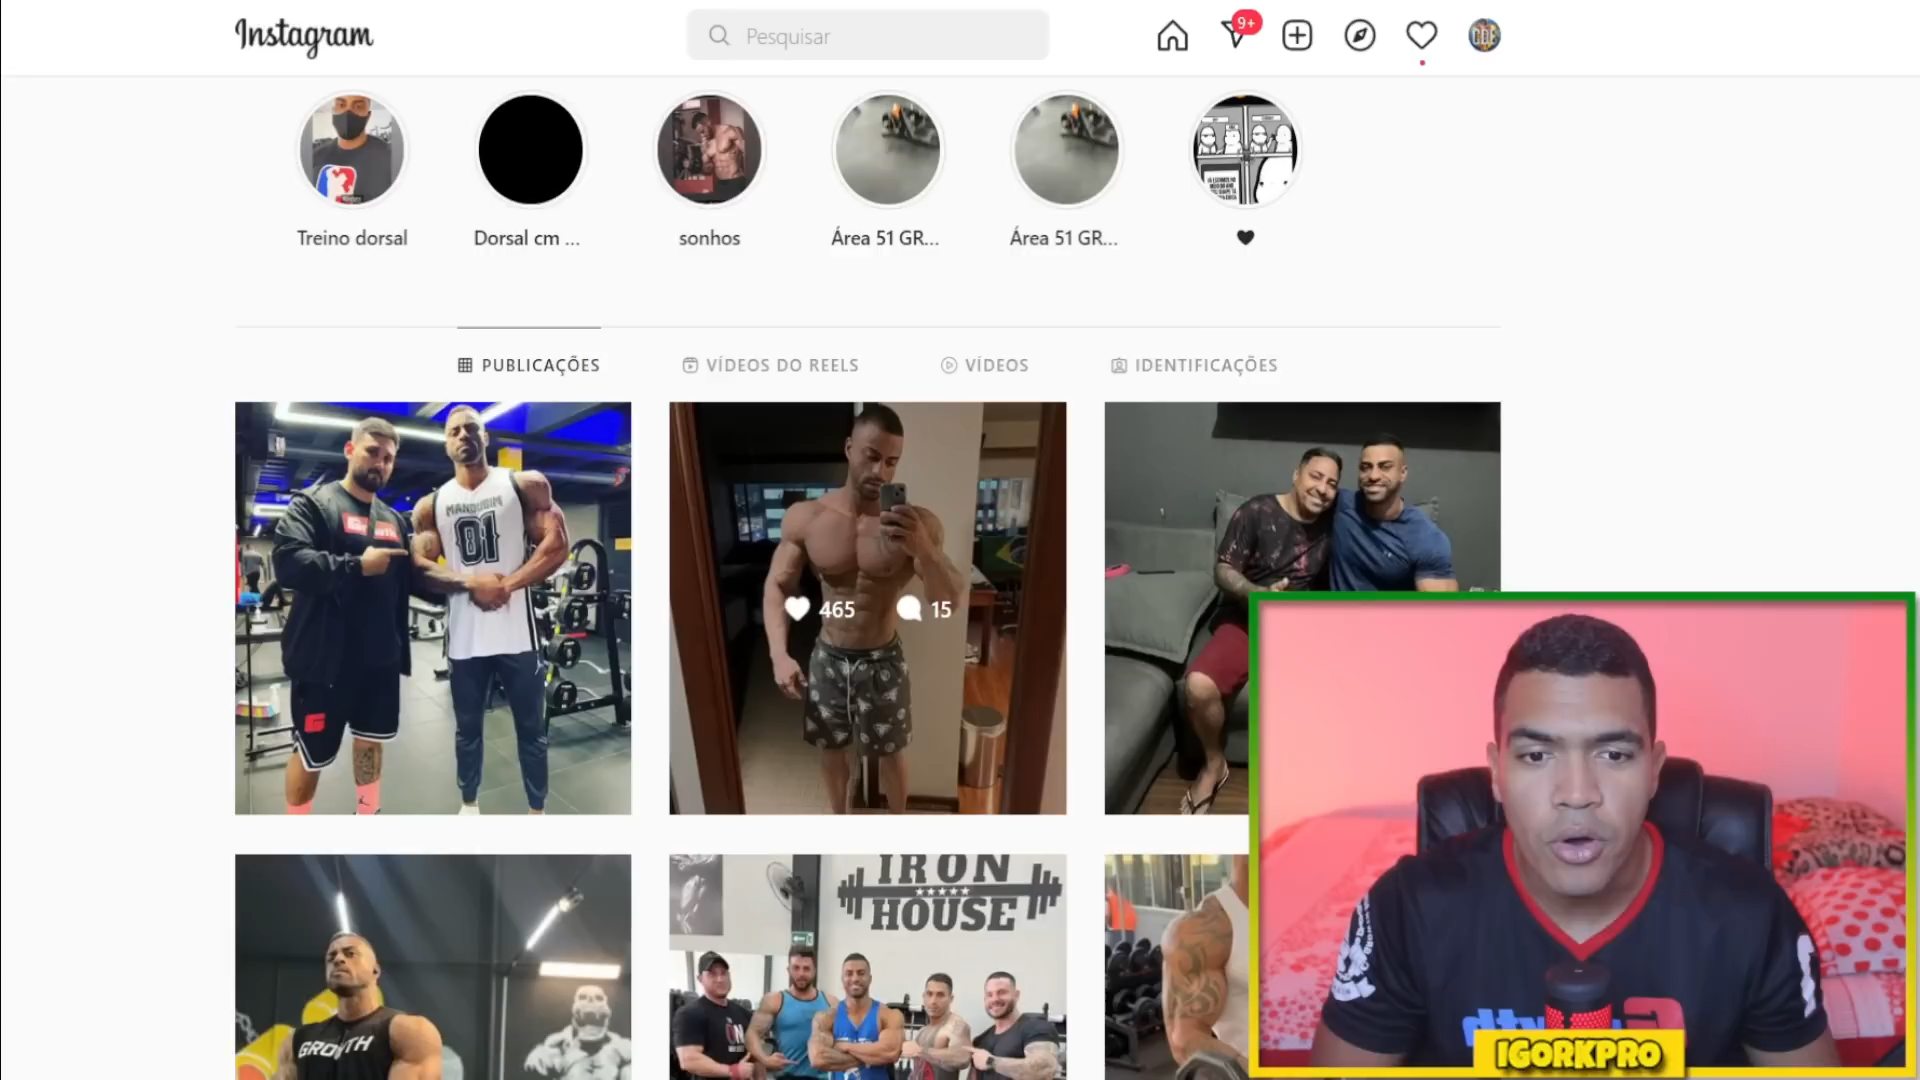 Instagram
Pesquisar
9+
Treino dorsal
Dorsal cm ...
sonhos
Área 51 GR...
Área 51 GR...
PUBLICAÇÕES
VÍDEOS DO REELS
VÍDEOS
IDENTIFICAÇÕES
MANDUBIM
81
465
15
GROWTH
IRON
HOUSE
IGORKPRO